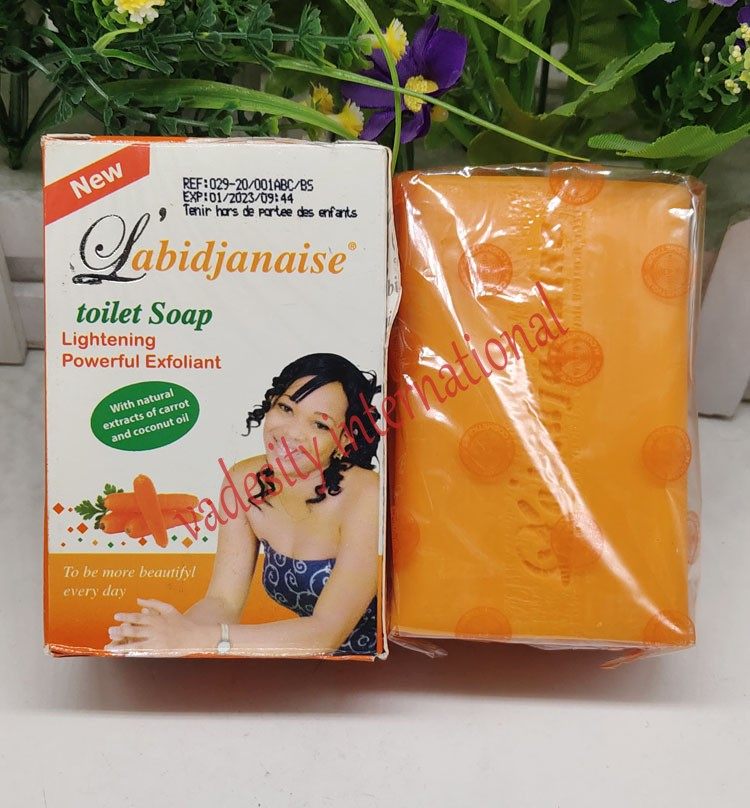 New
REF:029-20/001ABC/BS
EXP:01/2023/09:44
Tenir hors de portee des enfants
L'abidjanaise®
toilet Soap
Lightening
Powerful Exfoliant
With natural
extracts of carrot
and coconut oil
To be more beautifyl
every day
vadesity international